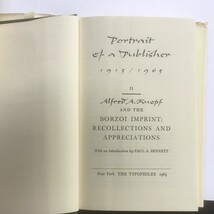 Portrait
of a Publisher
1915/1965
II
Alfred A. Knopf
AND THE
BORZOI IMPRINT:
RECOLLECTIONS AND
APPRECIATIONS
With an Introduction by PAUL A. BENNETT
New York THE TYPOPHILES 1965